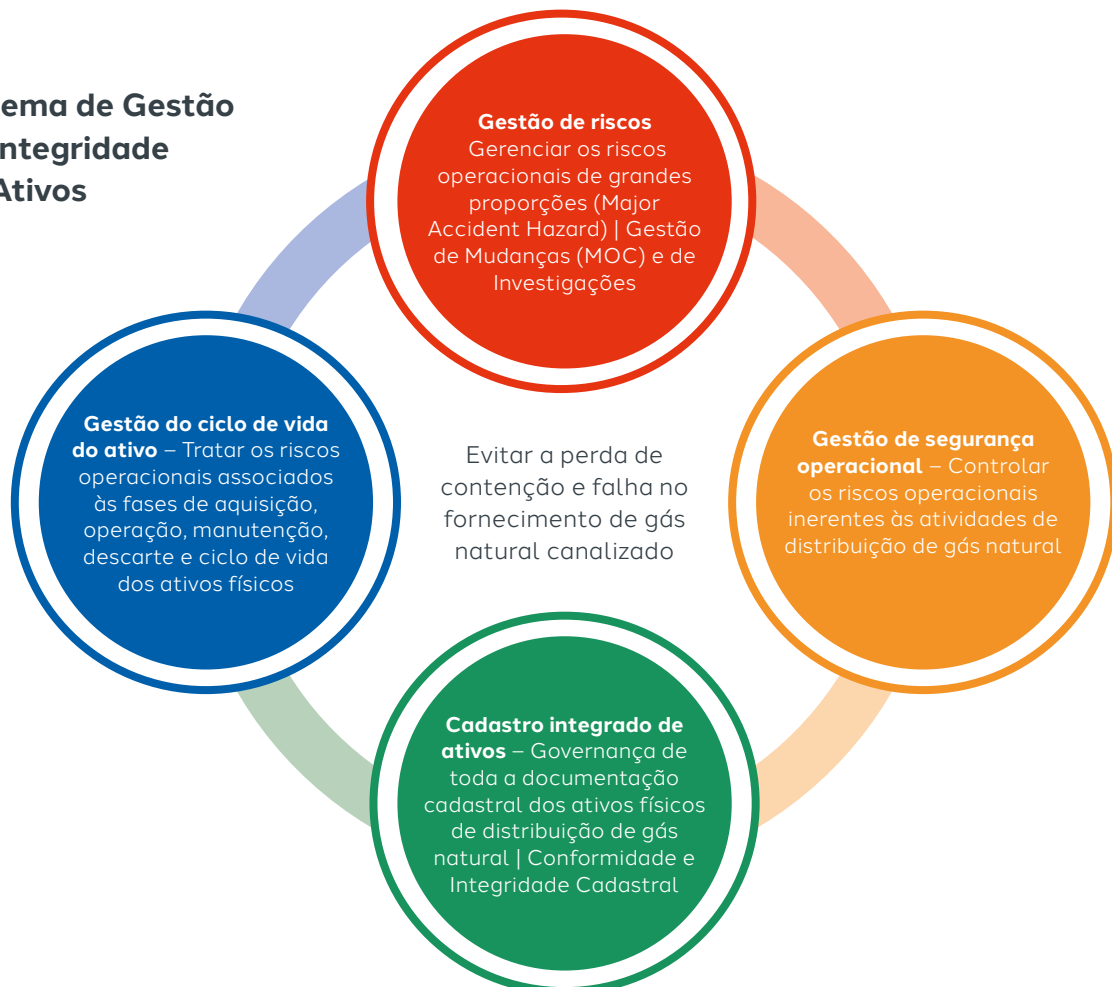 ema de Gestão
ntegridade
Ativos
Gestão de riscos
Gerenciar os riscos
operacionais de grandes
proporções (Major
Accident Hazard) | Gestão
de Mudanças (MOC) e de
Investigações
Gestão do ciclo de vida
do ativo – Tratar os riscos
operacionais associados
às fases de aquisição,
operação, manutenção,
descarte e ciclo de vida
dos ativos físicos
Evitar a perda de
contenção e falha no
fornecimento de gás
natural canalizado
Gestão de segurança
operacional – Controlar
os riscos operacionais
inerentes às atividades de
distribuição de gás natural
Cadastro integrado de
ativos – Governança de
toda a documentação
cadastral dos ativos físicos
de distribuição de gás
natural | Conformidade e
Integridade Cadastral